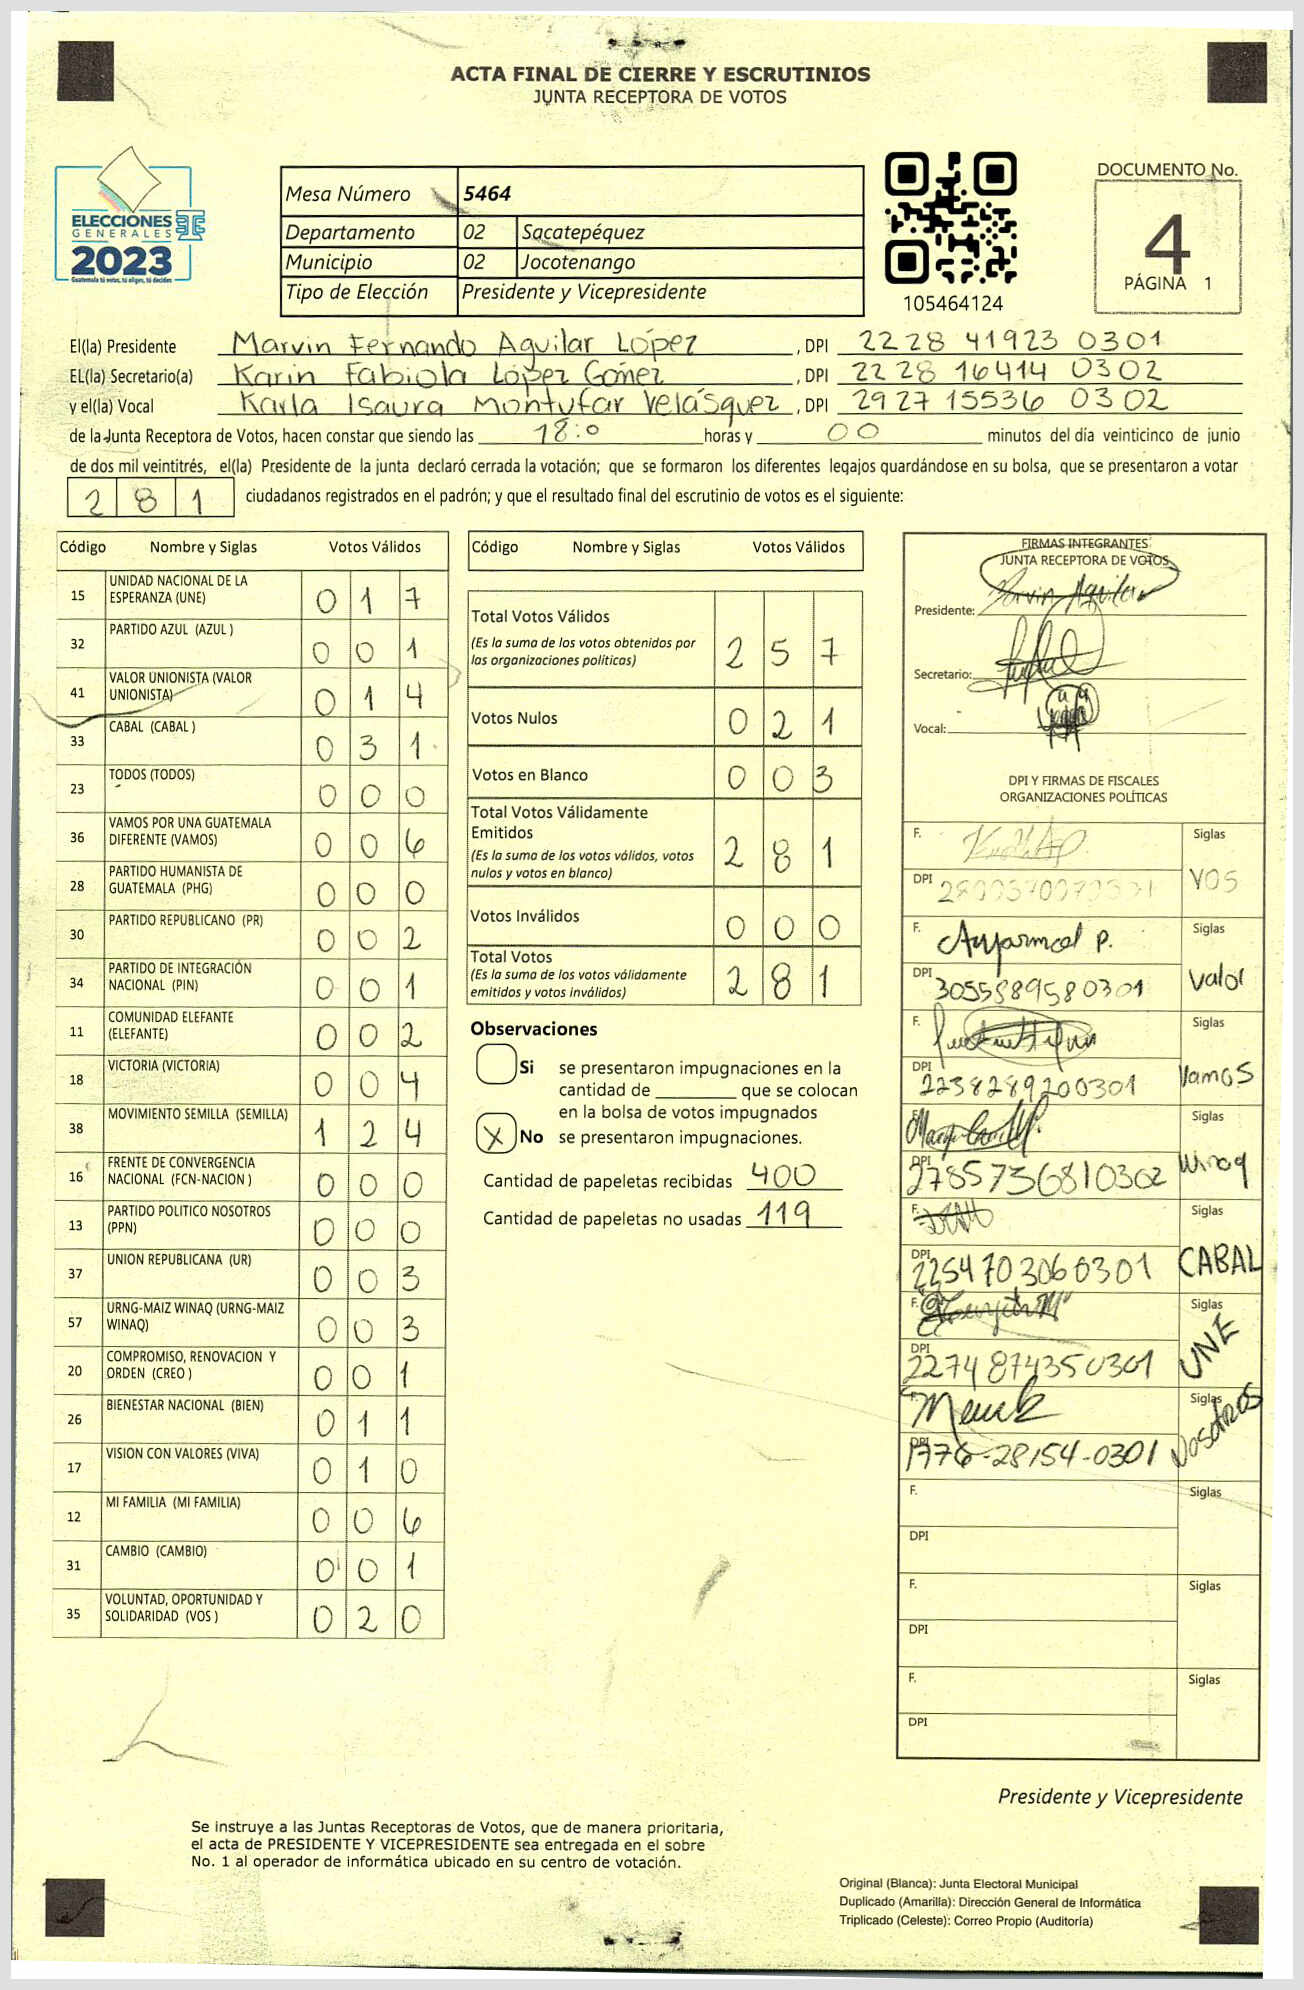 ACTA FINAL DE CIERRE Y ESCRUTINIOS
JUNTA RECEPTORA DE VOTOS
ELECCIONES
GENERALES
2023
Guatemala tú votas, tú eliges, tú decides
Mesa Número 5464
Departamento 02 Sacatepéquez
Municipio 02 Jocotenango
Tipo de Elección Presidente y Vicepresidente
105464124
DOCUMENTO No.
4
PÁGINA 1
El(la) Presidente Marvin Fernando Aguilar López, DPI 2228 41923 0301
EL(la) Secretario(a) Karin Fabiola López Gómez, DPI 2228 16414 0302
y el(la) Vocal Karla Isaura Montufar Velásquez, DPI 2927 15536 0302
de la Junta Receptora de Votos, hacen constar que siendo las 18:0 horas y 00 minutos del día veinticinco de junio
de dos mil veintitrés, el(la) Presidente de la junta declaró cerrada la votación; que se formaron los diferentes legajos guardándose en su bolsa, que se presentaron a votar
281 ciudadanos registrados en el padrón; y que el resultado final del escrutinio de votos es el siguiente:
Código Nombre y Siglas Votos Válidos
15 UNIDAD NACIONAL DE LA ESPERANZA (UNE) 0 1 7
32 PARTIDO AZUL (AZUL ) 0 0 1
41 VALOR UNIONISTA (VALOR UNIONISTA) 0 1 4
33 CABAL (CABAL ) 0 3 1
23 TODOS (TODOS) 0 0 0
36 VAMOS POR UNA GUATEMALA DIFERENTE (VAMOS) 0 0 6
28 PARTIDO HUMANISTA DE GUATEMALA (PHG) 0 0 0
30 PARTIDO REPUBLICANO (PR) 0 0 2
34 PARTIDO DE INTEGRACIÓN NACIONAL (PIN) 0 0 1
11 COMUNIDAD ELEFANTE (ELEFANTE) 0 0 2
18 VICTORIA (VICTORIA) 0 0 4
38 MOVIMIENTO SEMILLA (SEMILLA) 1 2 4
16 FRENTE DE CONVERGENCIA NACIONAL (FCN-NACION ) 0 0 0
13 PARTIDO POLITICO NOSOTROS (PPN) 0 0 0
37 UNION REPUBLICANA (UR) 0 0 3
57 URNG-MAIZ WINAQ (URNG-MAIZ WINAQ) 0 0 3
20 COMPROMISO, RENOVACION Y ORDEN (CREO ) 0 0 1
26 BIENESTAR NACIONAL (BIEN) 0 1 1
17 VISION CON VALORES (VIVA) 0 1 0
12 MI FAMILIA (MI FAMILIA) 0 0 6
31 CAMBIO (CAMBIO) 0 0 1
35 VOLUNTAD, OPORTUNIDAD Y SOLIDARIDAD (VOS ) 0 2 0
Código Nombre y Siglas Votos Válidos
Total Votos Válidos 2 5 7
(Es la suma de los votos obtenidos por
las organizaciones políticas)
Votos Nulos 0 2 1
Votos en Blanco 0 0 3
Total Votos Válidamente
Emitidos 2 8 1
(Es la suma de los votos válidos, votos
nulos y votos en blanco)
Votos Inválidos 0 0 0
Total Votos 2 8 1
(Es la suma de los votos válidamente
emitidos y votos inválidos)
Observaciones
Si se presentaron impugnaciones en la
cantidad de que se colocan
en la bolsa de votos impugnados
X No se presentaron impugnaciones.
Cantidad de papeletas recibidas 400
Cantidad de papeletas no usadas 119
FIRMAS INTEGRANTES
JUNTA RECEPTORA DE VOTOS
Presidente: Marvin Aguilar
Secretario:
Vocal:
DPI Y FIRMAS DE FISCALES
ORGANIZACIONES POLÍTICAS
F. Siglas
DPI VOS
F. Siglas
DPI 3055589580301 Valor
F. Siglas
DPI 2238289200301 Vamos
Siglas
DPI 2785736810302 Winaq
F. Siglas
DPI 2254703060301 CABAL
F. Siglas
DPI 2274874350301 UNE
Siglas
DPI 1776-28154-0301 Nosotros
F. Siglas
DPI
F. Siglas
DPI
F. Siglas
DPI
Presidente y Vicepresidente
Se instruye a las Juntas Receptoras de Votos, que de manera prioritaria,
el acta de PRESIDENTE Y VICEPRESIDENTE sea entregada en el sobre
No. 1 al operador de informática ubicado en su centro de votación.
Original (Blanca): Junta Electoral Municipal
Duplicado (Amarilla): Dirección General de Informática
Triplicado (Celeste): Correo Propio (Auditoría)